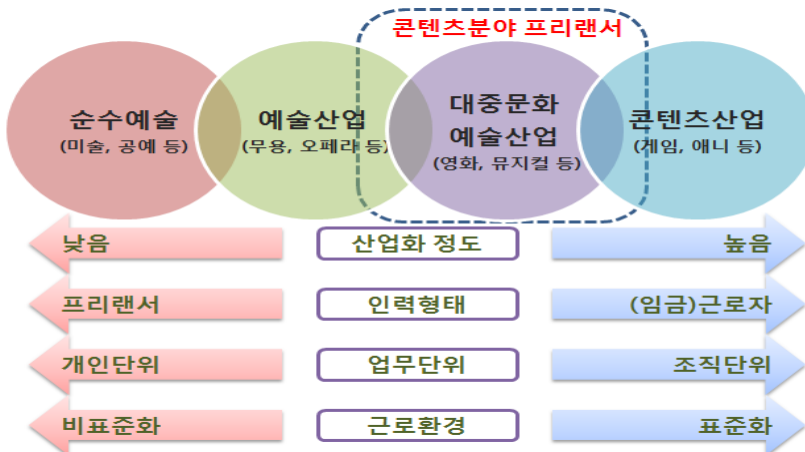 콘텐츠분야 프리랜서
순수예술
(미술, 공예 등)
예술산업
(무용, 오페라 등)
대중문화
예술산업
(영화, 뮤지컬 등)
콘텐츠산업
(게임, 애니 등)
낮음 산업화 정도 높음
프리랜서 인력형태 (임금)근로자
개인단위 업무단위 조직단위
비표준화 근로환경 표준화